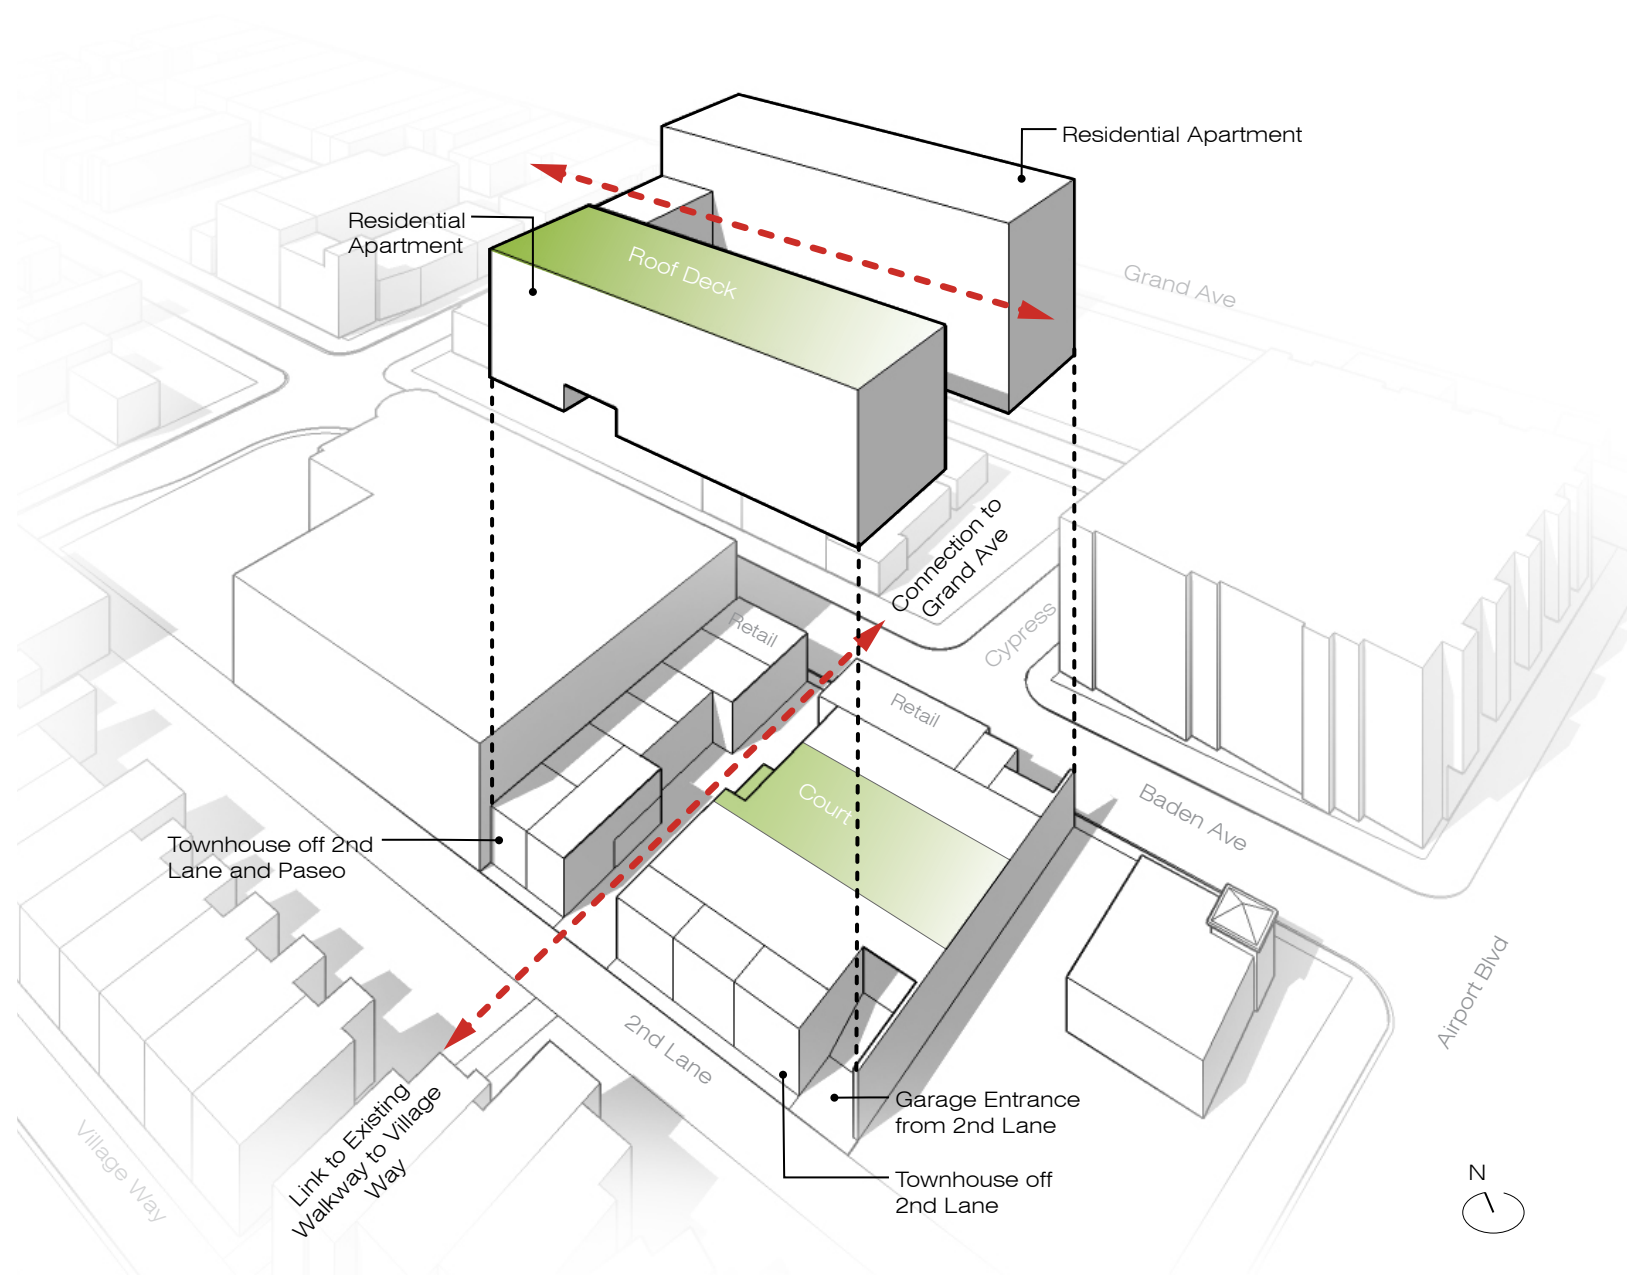 Residential Apartment
Residential
Apartment
Roof Deck
Grand Ave
Connection to
Grand Ave
Cypress
Retail
Retail
Court
Baden Ave
Townhouse off 2nd
Lane and Paseo
Airport Blvd
2nd Lane
Garage Entrance
from 2nd Lane
Link to Existing
Walkway to Village
Way
Village Way
Townhouse off
2nd Lane
N